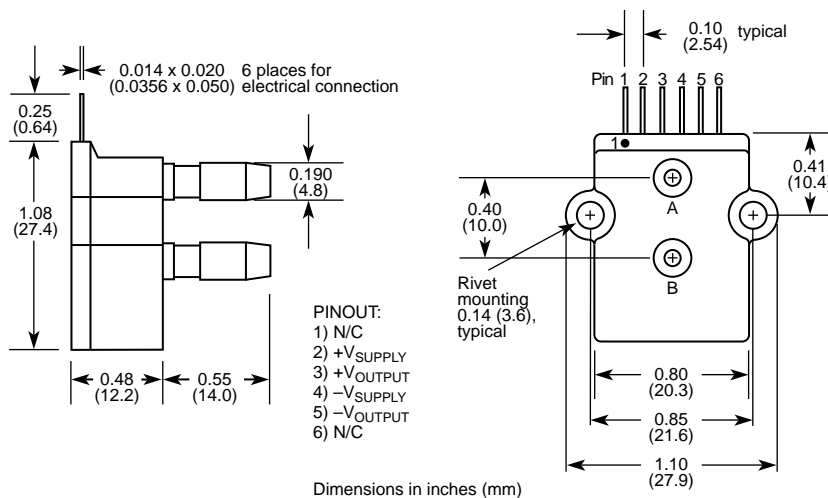 0.014 x 0.020 6 places for
(0.0356 x 0.050) electrical connection
0.25
(0.64)
1.08
(27.4)
0.190
(4.8)
0.48
(12.2)
0.55
(14.0)
PINOUT:
1) N/C
2) +VSUPPLY
3) +VOUTPUT
4) –VSUPPLY
5) –VOUTPUT
6) N/C
0.10
(2.54)
typical
Pin 1 2 3 4 5 6
1
0.41
(10.4)
0.40
(10.0)
A
B
Rivet
mounting
0.14 (3.6),
typical
0.80
(20.3)
0.85
(21.6)
1.10
(27.9)
Dimensions in inches (mm)